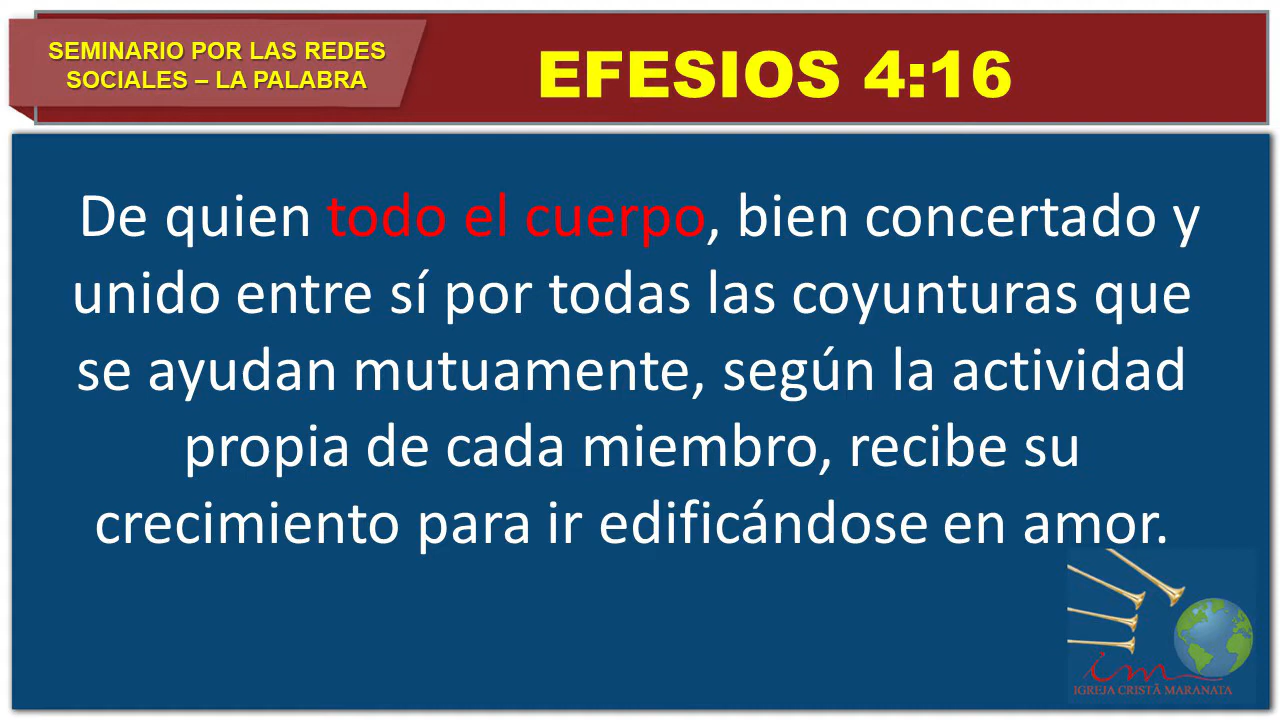 SEMINARIO POR LAS REDES
SOCIALES – LA PALABRA
EFESIOS 4:16
De quien todo el cuerpo, bien concertado y
unido entre sí por todas las coyunturas que
se ayudan mutuamente, según la actividad
propia de cada miembro, recibe su
crecimiento para ir edificándose en amor.
im
IGREJA CRISTÃ MARANATA